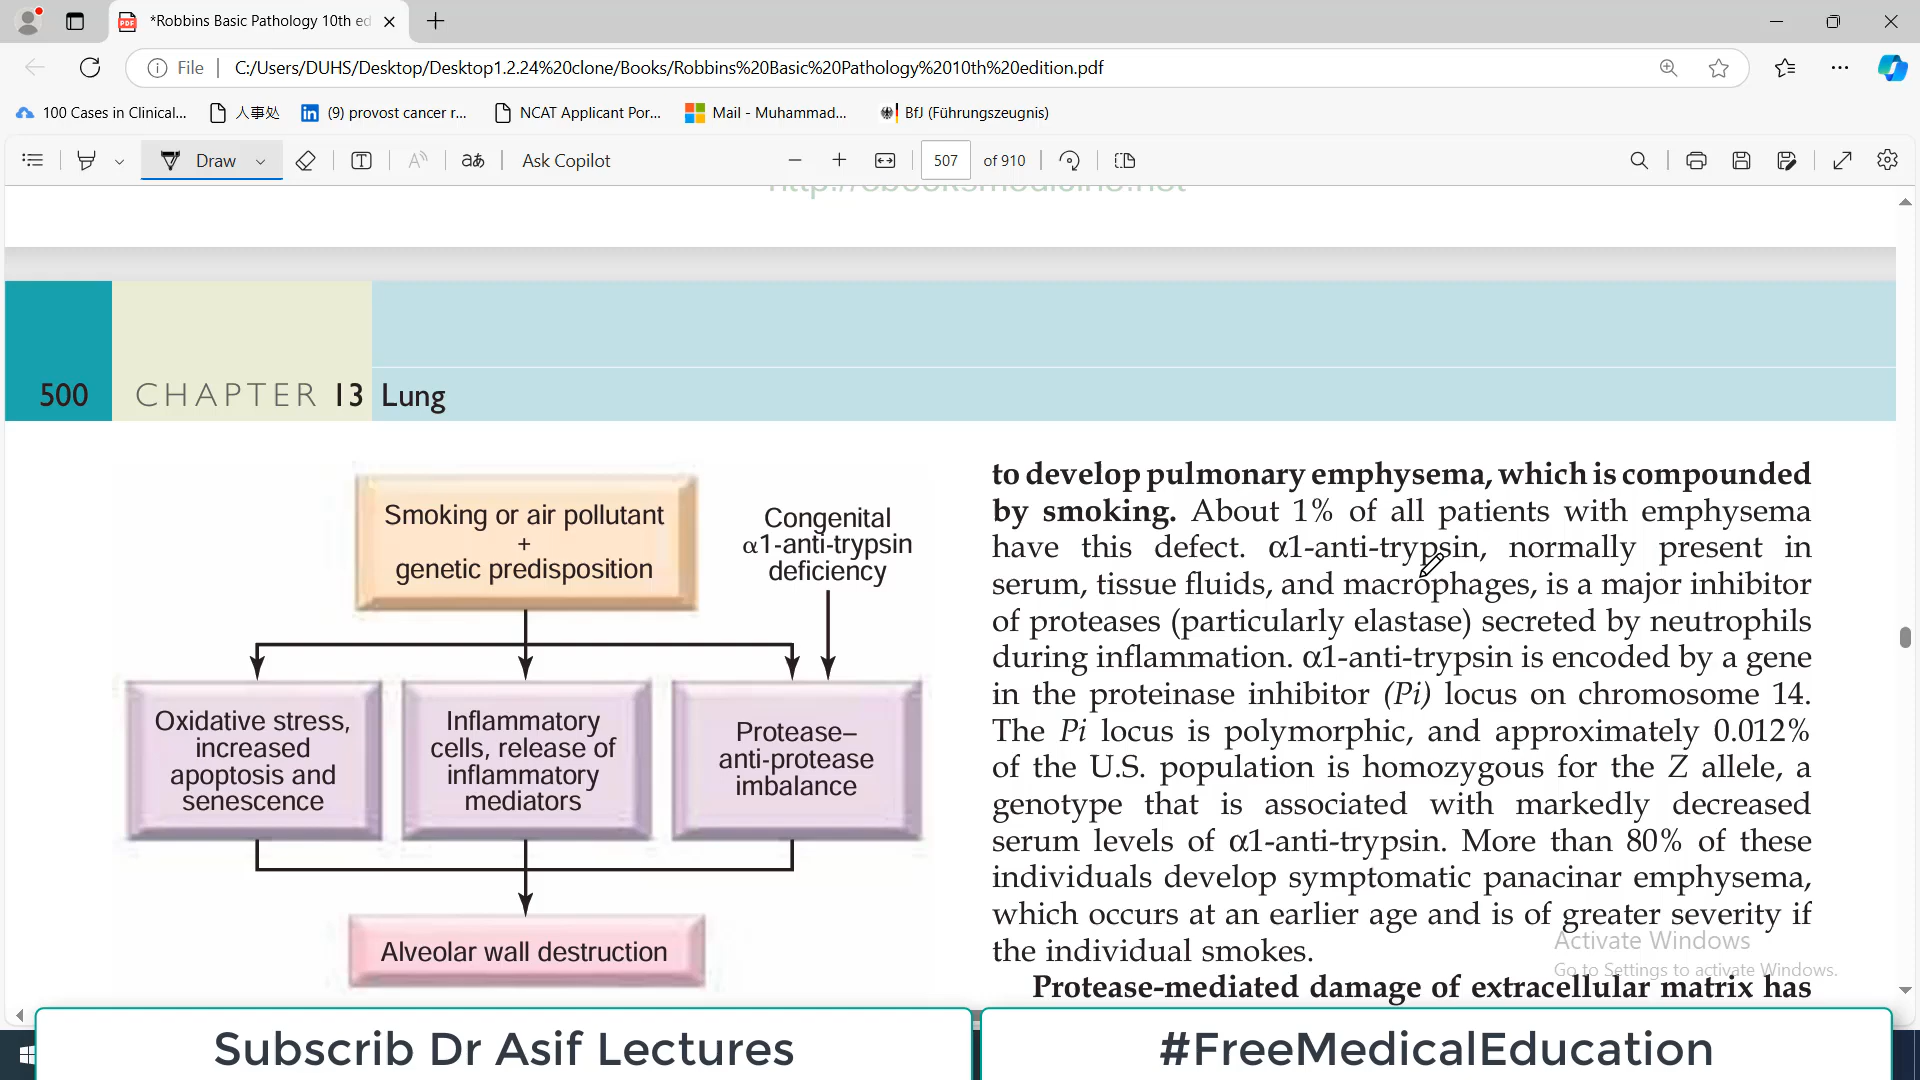 *Robbins Basic Pathology 10th ed
File
C:/Users/DUHS/Desktop/Desktop1.2.24%20clone/Books/Robbins%20Basic%20Pathology%2010th%20edition.pdf
100 Cases in Clinical...
人事处
(9) provost cancer r...
NCAT Applicant Por...
Mail - Muhammad...
BfJ (Führungszeugnis)
Draw
Ask Copilot
507 of 910
500 CHAPTER 13 Lung
Smoking or air pollutant
+
genetic predisposition
Congenital
α1-anti-trypsin
deficiency
Oxidative stress,
increased
apoptosis and
senescence
Inflammatory
cells, release of
inflammatory
mediators
Protease–
anti-protease
imbalance
Alveolar wall destruction
to develop pulmonary emphysema, which is compounded
by smoking. About 1% of all patients with emphysema
have this defect. α1-anti-trypsin, normally present in
serum, tissue fluids, and macrophages, is a major inhibitor
of proteases (particularly elastase) secreted by neutrophils
during inflammation. α1-anti-trypsin is encoded by a gene
in the proteinase inhibitor (Pi) locus on chromosome 14.
The Pi locus is polymorphic, and approximately 0.012%
of the U.S. population is homozygous for the Z allele, a
genotype that is associated with markedly decreased
serum levels of α1-anti-trypsin. More than 80% of these
individuals develop symptomatic panacinar emphysema,
which occurs at an earlier age and is of greater severity if
the individual smokes.
Protease-mediated damage of extracellular matrix has
Activate Windows
Go to Settings to activate Windows.
Subscrib Dr Asif Lectures
#FreeMedicalEducation